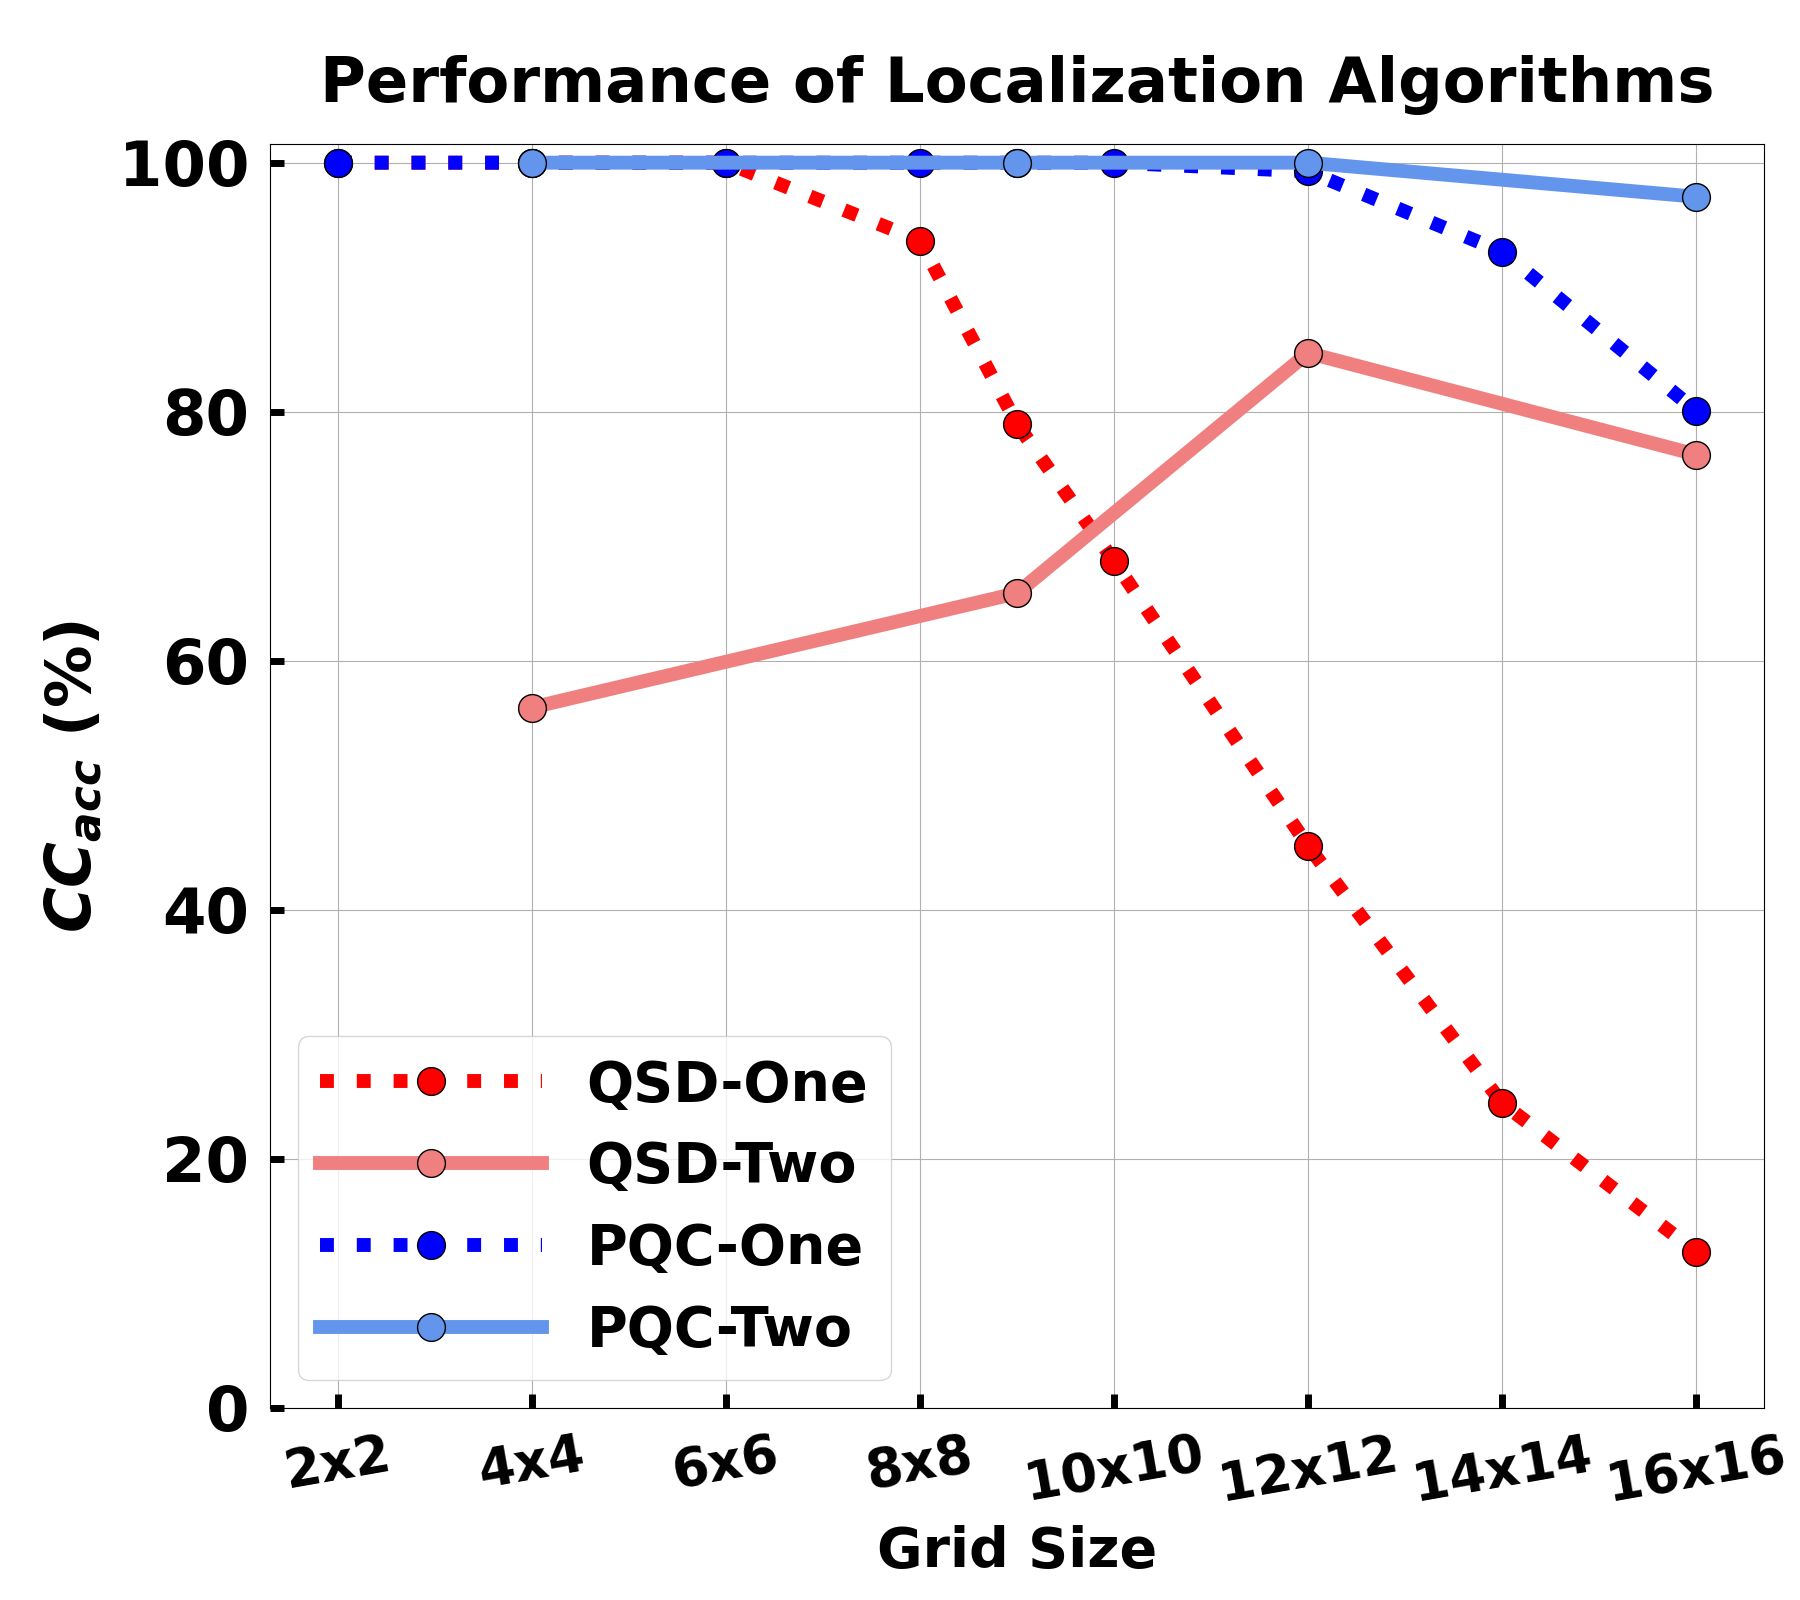 Performance of Localization Algorithms
100
80
60
40
20
0
CCacc (%)
QSD-One
QSD-Two
PQC-One
PQC-Two
2x2 4x4 6x6 8x8 10x10 12x12 14x14 16x16
Grid Size